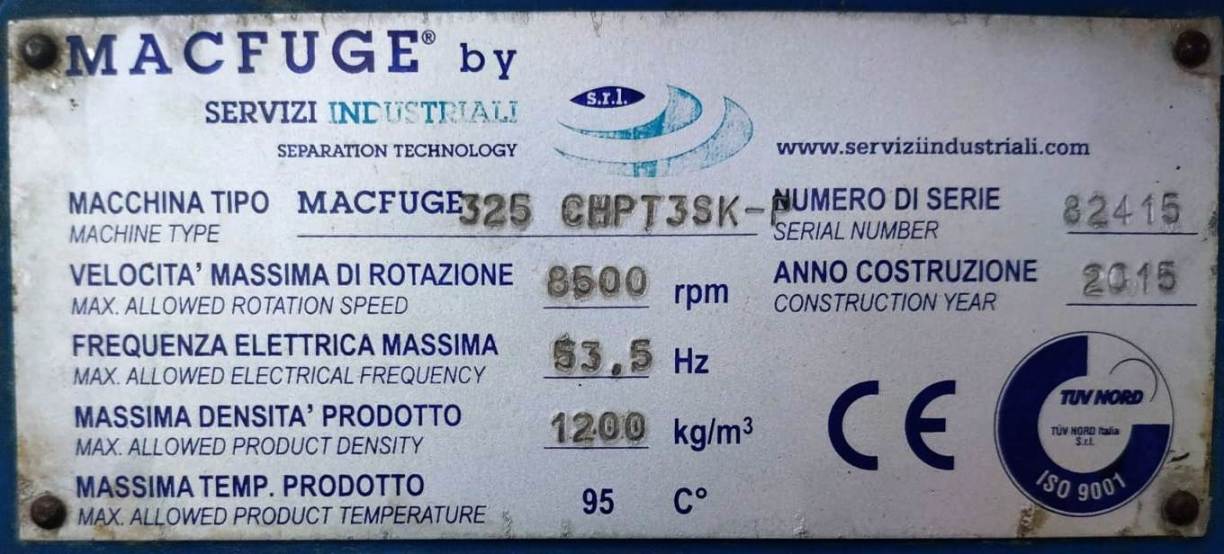 MACFUGE® by
SERVIZI INDUSTRIALI s.r.l.
SEPARATION TECHNOLOGY
www.serviziindustriali.com
MACCHINA TIPO MACFUGE 325 CHPT3SK-P
MACHINE TYPE
NUMERO DI SERIE 82415
SERIAL NUMBER
VELOCITA' MASSIMA DI ROTAZIONE 8500 rpm
MAX. ALLOWED ROTATION SPEED
ANNO COSTRUZIONE 2015
CONSTRUCTION YEAR
FREQUENZA ELETTRICA MASSIMA 53,5 Hz
MAX. ALLOWED ELECTRICAL FREQUENCY
MASSIMA DENSITA' PRODOTTO 1200 kg/m³
MAX. ALLOWED PRODUCT DENSITY
MASSIMA TEMP. PRODOTTO 95 C°
MAX. ALLOWED PRODUCT TEMPERATURE
CE
TUV NORD
TÜV NORD Italia
S.r.l.
ISO 9001